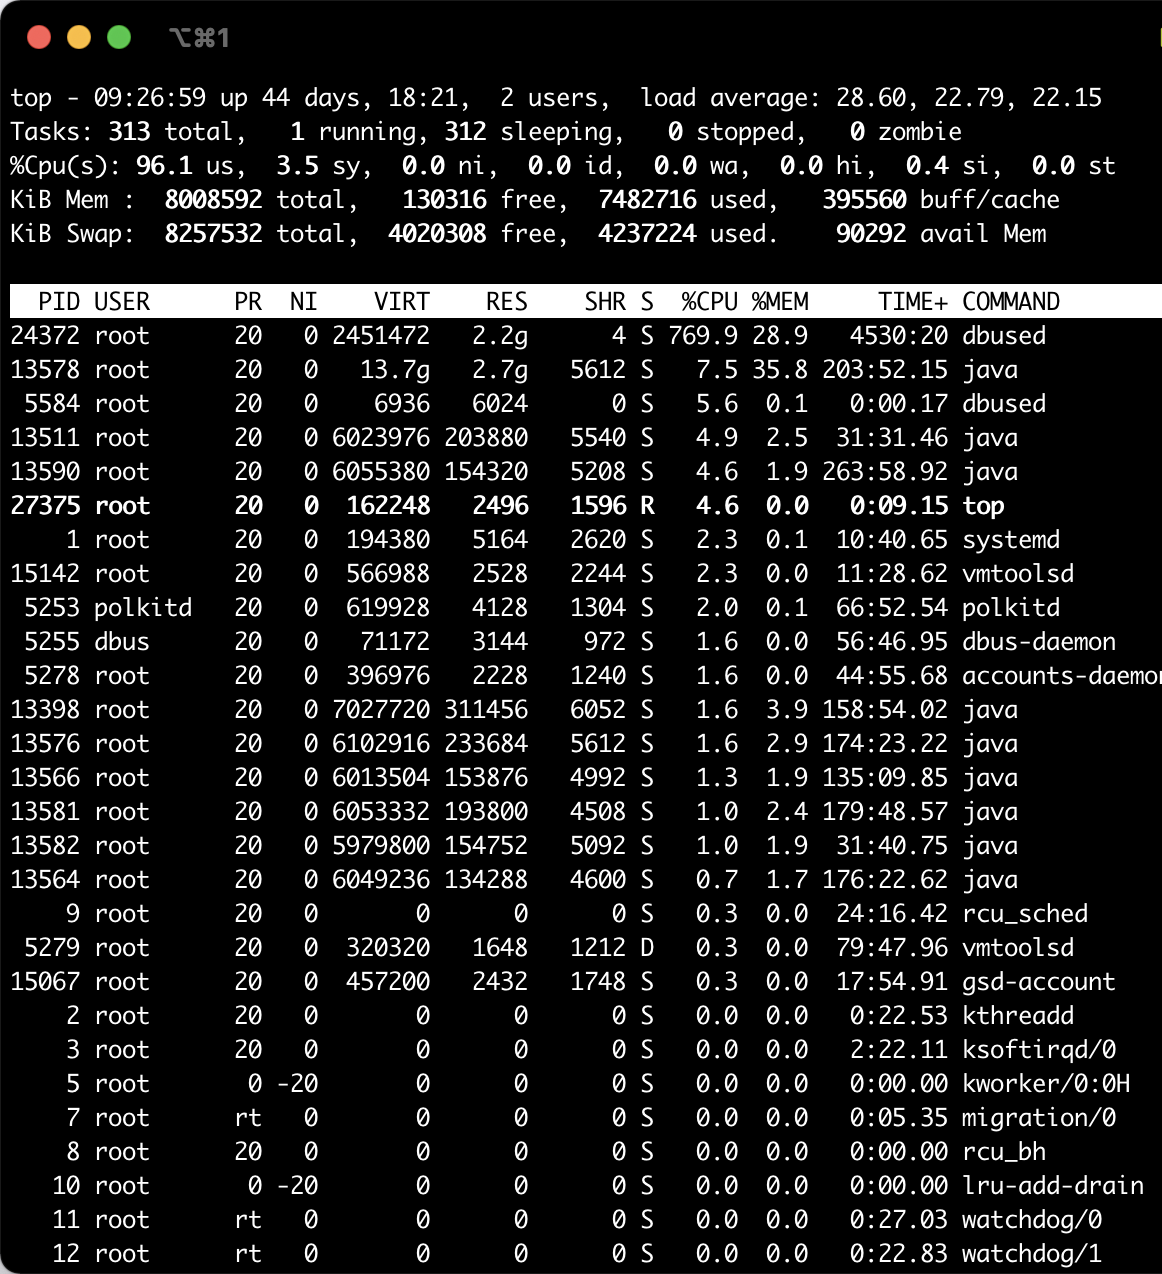 ⌥⌘1
top - 09:26:59 up 44 days, 18:21,  2 users,  load average: 28.60, 22.79, 22.15
Tasks: 313 total,   1 running, 312 sleeping,   0 stopped,   0 zombie
%Cpu(s): 96.1 us,  3.5 sy,  0.0 ni,  0.0 id,  0.0 wa,  0.0 hi,  0.4 si,  0.0 st
KiB Mem :  8008592 total,   130316 free,  7482716 used,   395560 buff/cache
KiB Swap:  8257532 total,  4020308 free,  4237224 used.    90292 avail Mem
  PID USER      PR  NI    VIRT    RES    SHR S  %CPU %MEM     TIME+ COMMAND
24372 root      20   0 2451472   2.2g      4 S 769.9 28.9   4530:20 dbused
13578 root      20   0   13.7g   2.7g   5612 S   7.5 35.8 203:52.15 java
 5584 root      20   0    6936   6024      0 S   5.6  0.1   0:00.17 dbused
13511 root      20   0 6023976 203880   5540 S   4.9  2.5  31:31.46 java
13590 root      20   0 6055380 154320   5208 S   4.6  1.9 263:58.92 java
27375 root      20   0  162248   2496   1596 R   4.6  0.0   0:09.15 top
    1 root      20   0  194380   5164   2620 S   2.3  0.1  10:40.65 systemd
15142 root      20   0  566988   2528   2244 S   2.3  0.0  11:28.62 vmtoolsd
 5253 polkitd   20   0  619928   4128   1304 S   2.0  0.1  66:52.54 polkitd
 5255 dbus      20   0   71172   3144    972 S   1.6  0.0  56:46.95 dbus-daemon
 5278 root      20   0  396976   2228   1240 S   1.6  0.0  44:55.68 accounts-daemon
13398 root      20   0 7027720 311456   6052 S   1.6  3.9 158:54.02 java
13576 root      20   0 6102916 233684   5612 S   1.6  2.9 174:23.22 java
13566 root      20   0 6013504 153876   4992 S   1.3  1.9 135:09.85 java
13581 root      20   0 6053332 193800   4508 S   1.0  2.4 179:48.57 java
13582 root      20   0 5979800 154752   5092 S   1.0  1.9  31:40.75 java
13564 root      20   0 6049236 134288   4600 S   0.7  1.7 176:22.62 java
    9 root      20   0       0      0      0 S   0.3  0.0  24:16.42 rcu_sched
 5279 root      20   0  320320   1648   1212 D   0.3  0.0  79:47.96 vmtoolsd
15067 root      20   0  457200   2432   1748 S   0.3  0.0  17:54.91 gsd-account
    2 root      20   0       0      0      0 S   0.0  0.0   0:22.53 kthreadd
    3 root      20   0       0      0      0 S   0.0  0.0   2:22.11 ksoftirqd/0
    5 root       0 -20       0      0      0 S   0.0  0.0   0:00.00 kworker/0:0H
    7 root      rt   0       0      0      0 S   0.0  0.0   0:05.35 migration/0
    8 root      20   0       0      0      0 S   0.0  0.0   0:00.00 rcu_bh
   10 root       0 -20       0      0      0 S   0.0  0.0   0:00.00 lru-add-drain
   11 root      rt   0       0      0      0 S   0.0  0.0   0:27.03 watchdog/0
   12 root      rt   0       0      0      0 S   0.0  0.0   0:22.83 watchdog/1